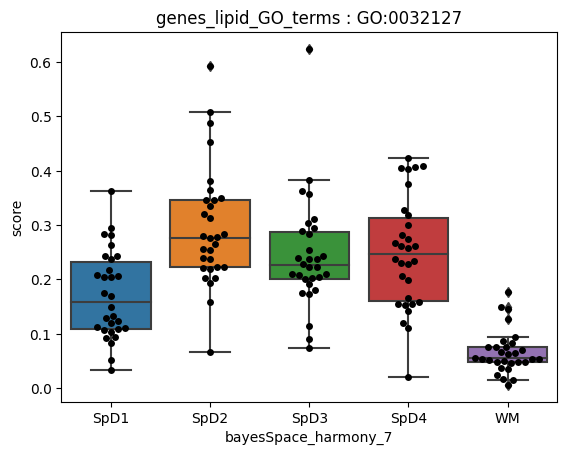 genes_lipid_GO_terms : GO:0032127
score
0.6
0.5
0.4
0.3
0.2
0.1
0.0
SpD1 SpD2 SpD3 SpD4 WM
bayesSpace_harmony_7